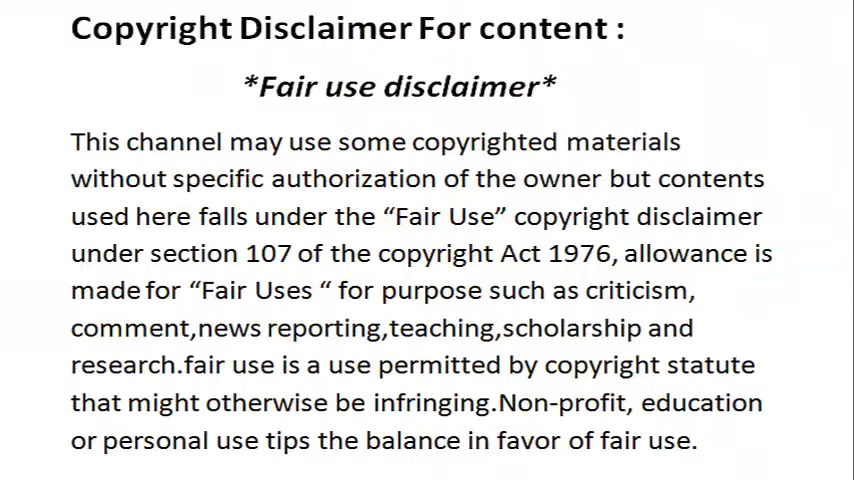 Copyright Disclaimer For content :
*Fair use disclaimer*
This channel may use some copyrighted materials
without specific authorization of the owner but contents
used here falls under the “Fair Use” copyright disclaimer
under section 107 of the copyright Act 1976, allowance is
made for “Fair Uses “ for purpose such as criticism,
comment,news reporting,teaching,scholarship and
research.fair use is a use permitted by copyright statute
that might otherwise be infringing.Non-profit, education
or personal use tips the balance in favor of fair use.